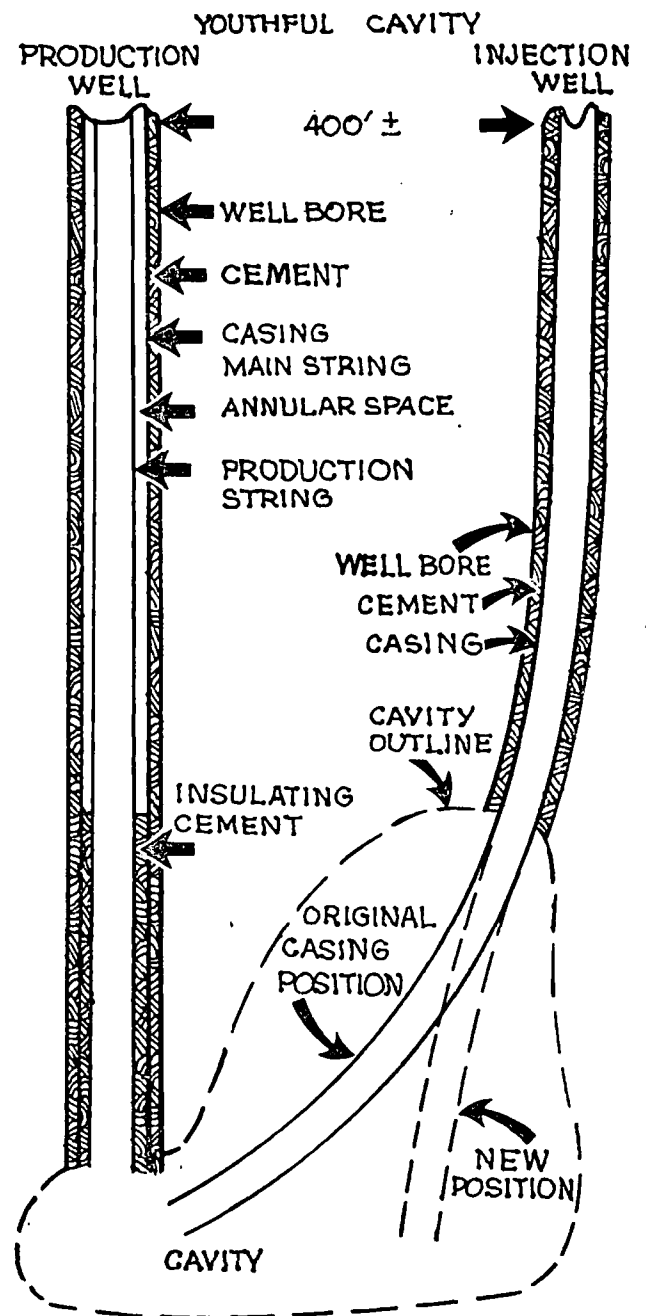 YOUTHFUL CAVITY
PRODUCTION
WELL
INJECTION
WELL
400' ±
WELL BORE
CEMENT
CASING
MAIN STRING
ANNULAR SPACE
PRODUCTION
STRING
WELL BORE
CEMENT
CASING
CAVITY
OUTLINE
INSULATING
CEMENT
ORIGINAL
CASING
POSITION
NEW
POSITION
CAVITY